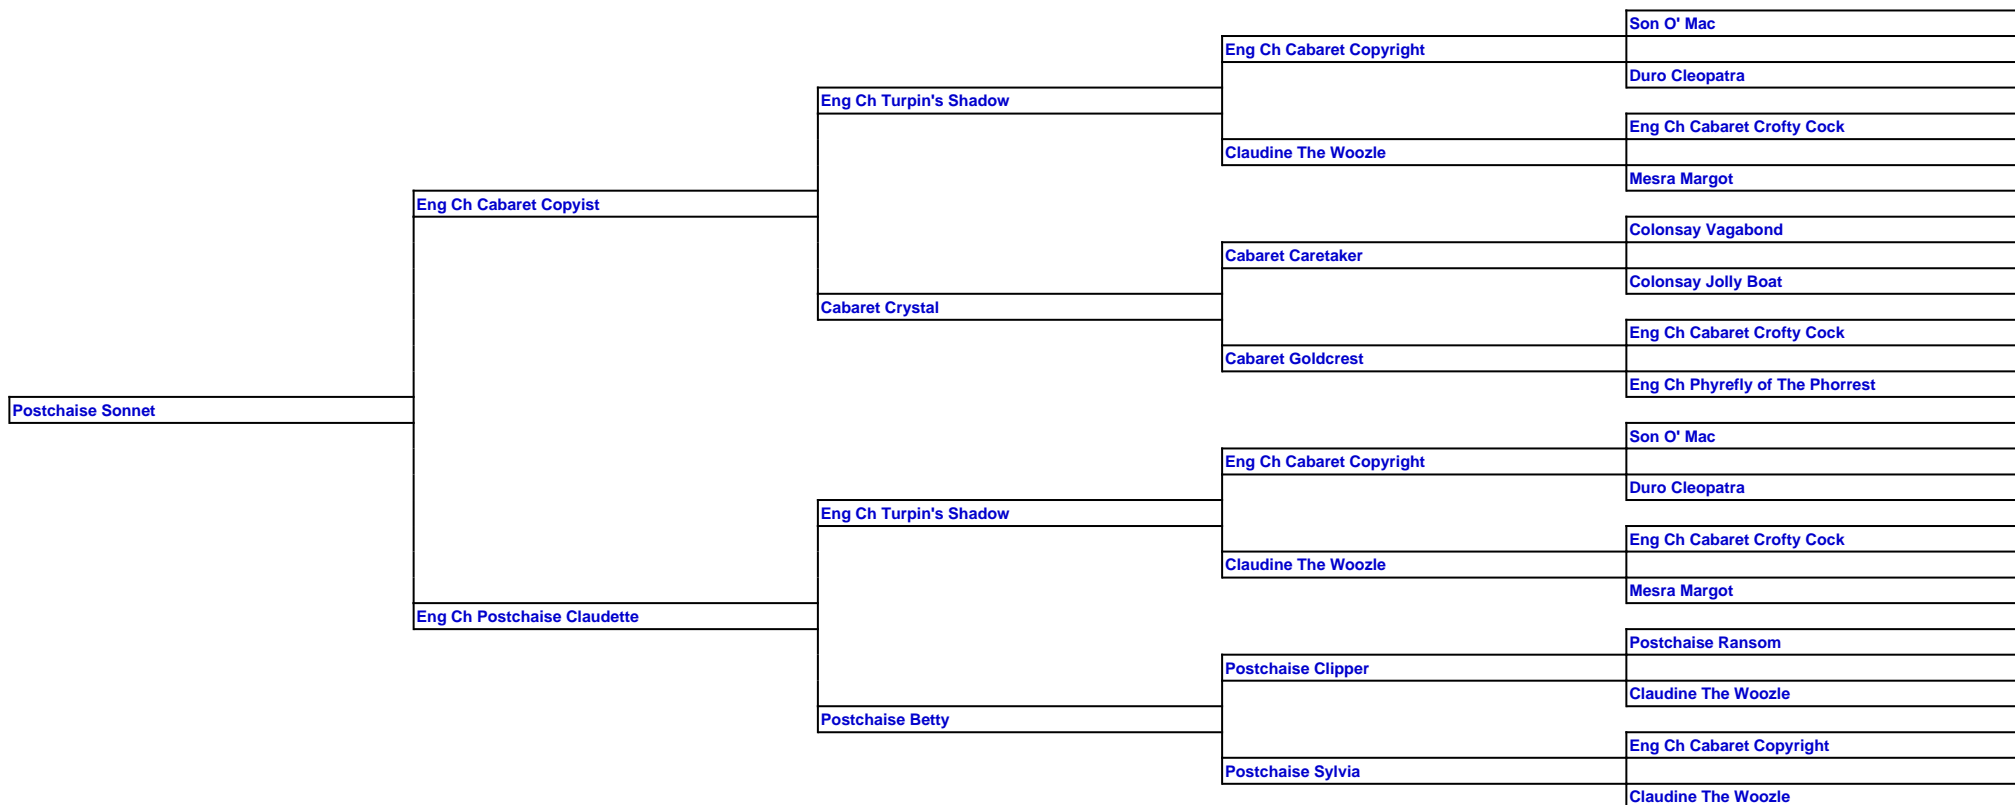 Son O' Mac
Eng Ch Cabaret Copyright
Duro Cleopatra
Eng Ch Turpin's Shadow
Eng Ch Cabaret Crofty Cock
Claudine The Woozle
Mesra Margot
Eng Ch Cabaret Copyist
Colonsay Vagabond
Cabaret Caretaker
Colonsay Jolly Boat
Cabaret Crystal
Eng Ch Cabaret Crofty Cock
Cabaret Goldcrest
Eng Ch Phyrefly of The Phorrest
Postchaise Sonnet
Son O' Mac
Eng Ch Cabaret Copyright
Duro Cleopatra
Eng Ch Turpin's Shadow
Eng Ch Cabaret Crofty Cock
Claudine The Woozle
Mesra Margot
Eng Ch Postchaise Claudette
Postchaise Ransom
Postchaise Clipper
Claudine The Woozle
Postchaise Betty
Eng Ch Cabaret Copyright
Postchaise Sylvia
Claudine The Woozle